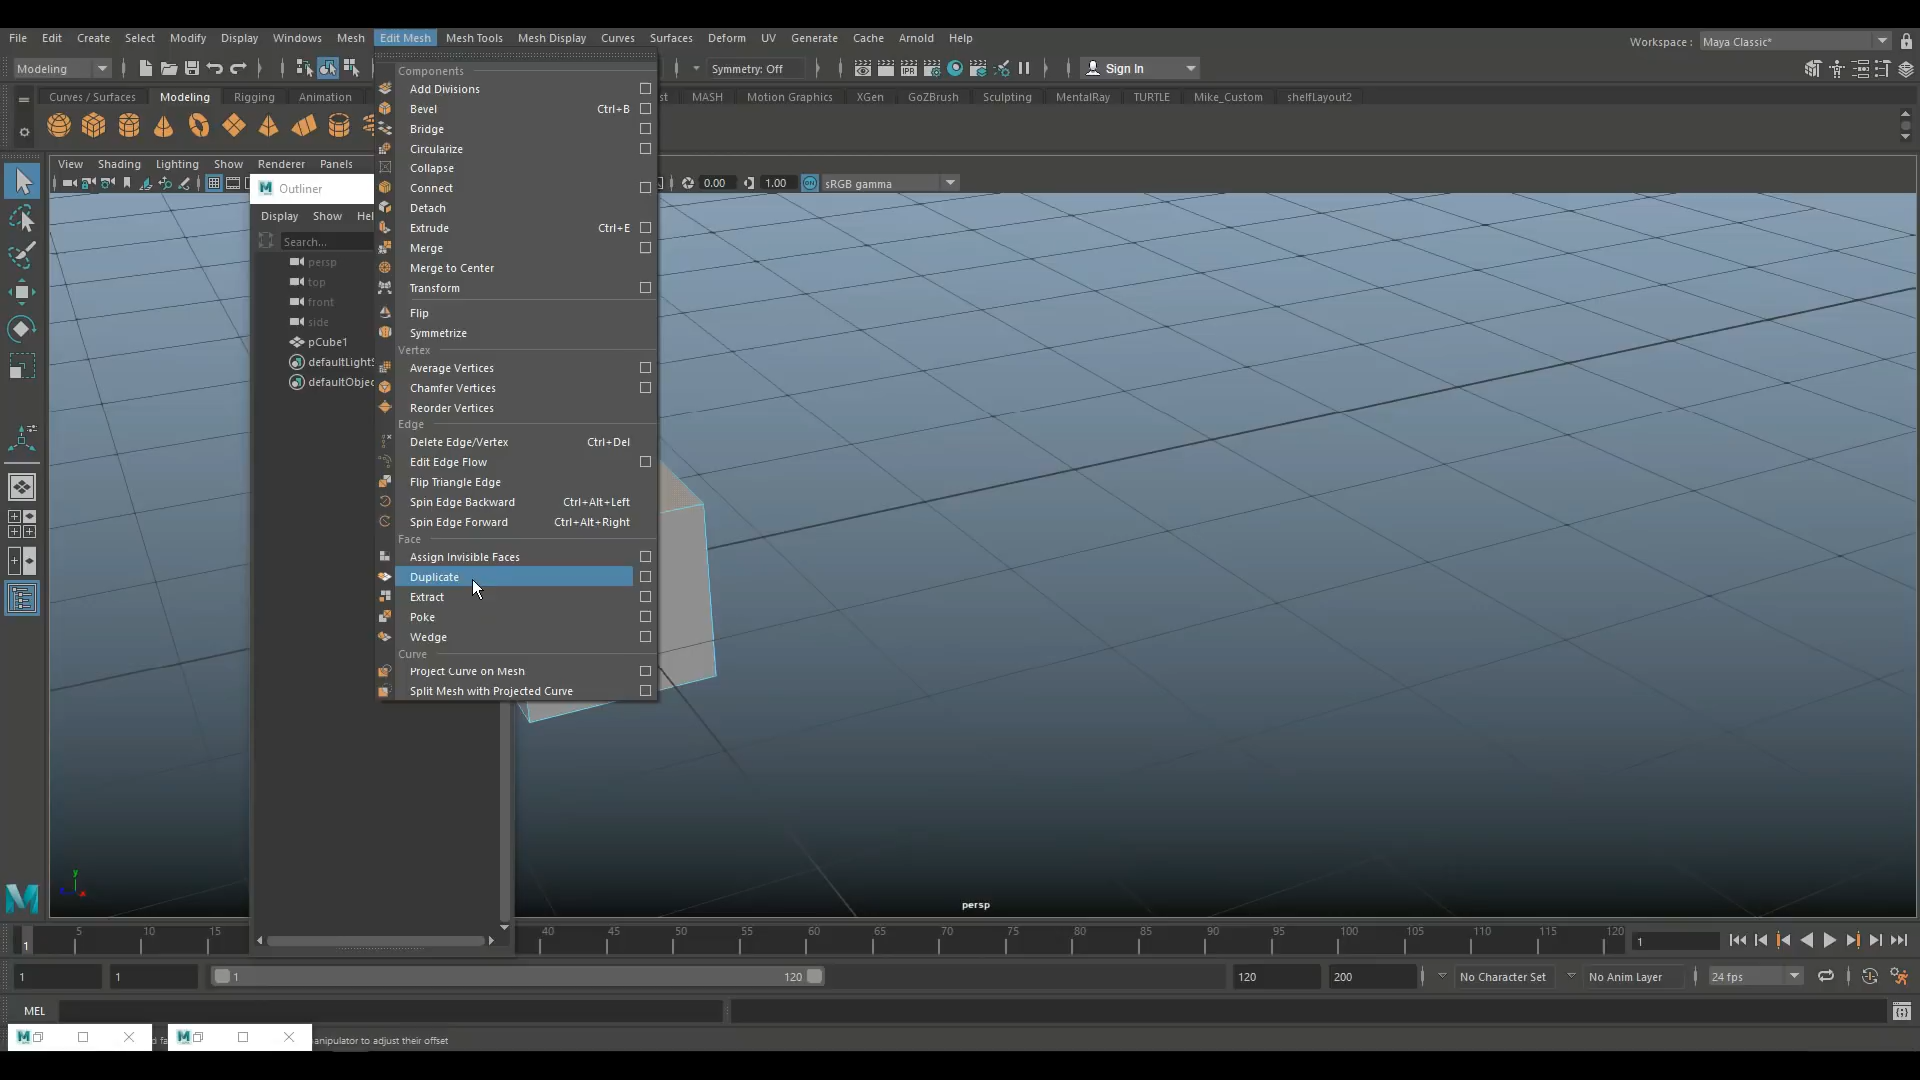 File Edit Create Select Modify Display Windows Mesh Edit Mesh Mesh Tools Mesh Display Curves Surfaces Deform UV Generate Cache Arnold Help
Workspace : Maya Classic*
Modeling
Symmetry: Off
Sign In
Curves / Surfaces Modeling Rigging Animation
MASH Motion Graphics XGen GoZBrush Sculpting MentalRay TURTLE Mike_Custom shelfLayout2
View Shading Lighting Show Renderer Panels
0.00 1.00 sRGB gamma
Outliner
Display Show Hel
Search...
persp
top
front
side
pCube1
defaultLightS
defaultObjec
Components
Add Divisions
Bevel Ctrl+B
Bridge
Circularize
Collapse
Connect
Detach
Extrude Ctrl+E
Merge
Merge to Center
Transform
Flip
Symmetrize
Vertex
Average Vertices
Chamfer Vertices
Reorder Vertices
Edge
Delete Edge/Vertex Ctrl+Del
Edit Edge Flow
Flip Triangle Edge
Spin Edge Backward Ctrl+Alt+Left
Spin Edge Forward Ctrl+Alt+Right
Face
Assign Invisible Faces
Duplicate
Extract
Poke
Wedge
Curve
Project Curve on Mesh
Split Mesh with Projected Curve
y
persp
1 5 10 15 40 45 50 55 60 65 70 75 80 85 90 95 100 105 110 115 120 1
1 1 1 120 120 200 No Character Set No Anim Layer 24 fps
MEL
anipulator to adjust their offset